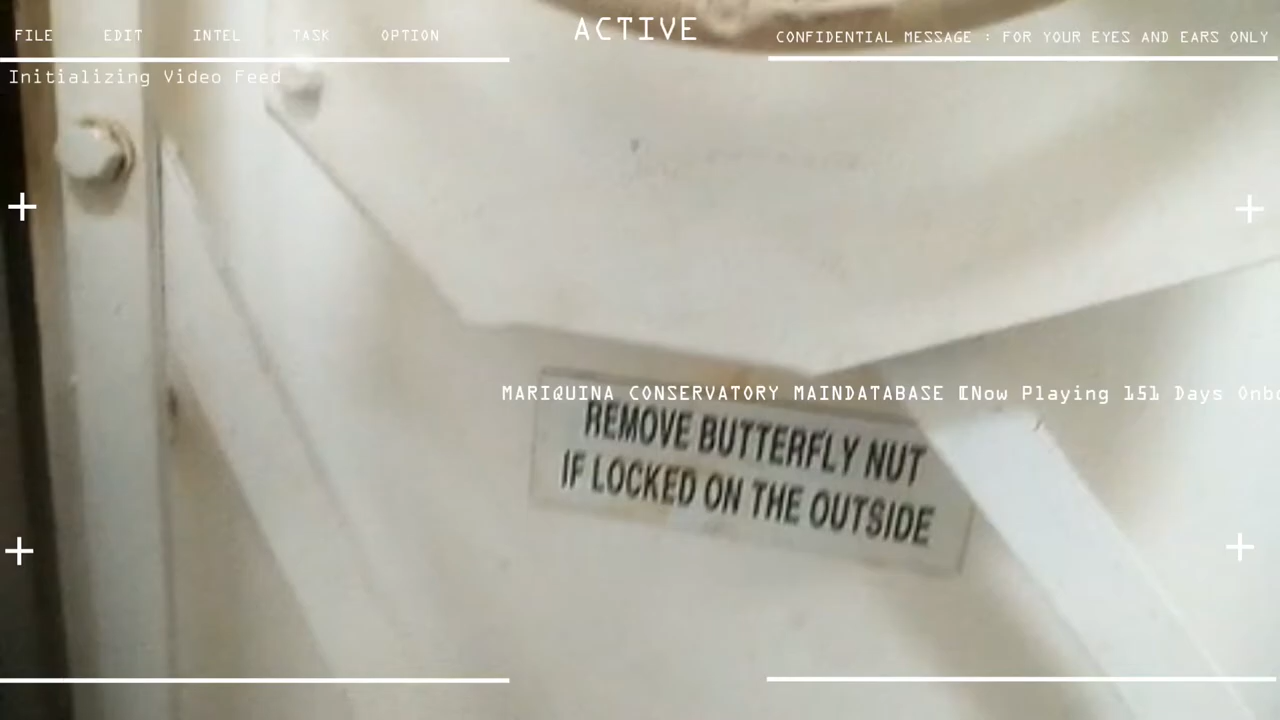 FILE EDIT INTEL TASK OPTION
ACTIVE
CONFIDENTIAL MESSAGE : FOR YOUR EYES AND EARS ONLY
Initializing Video Feed
MARIQUINA CONSERVATORY MAINDATABASE [Now Playing 151 Days
REMOVE BUTTERFLY NUT
IF LOCKED ON THE OUTSIDE